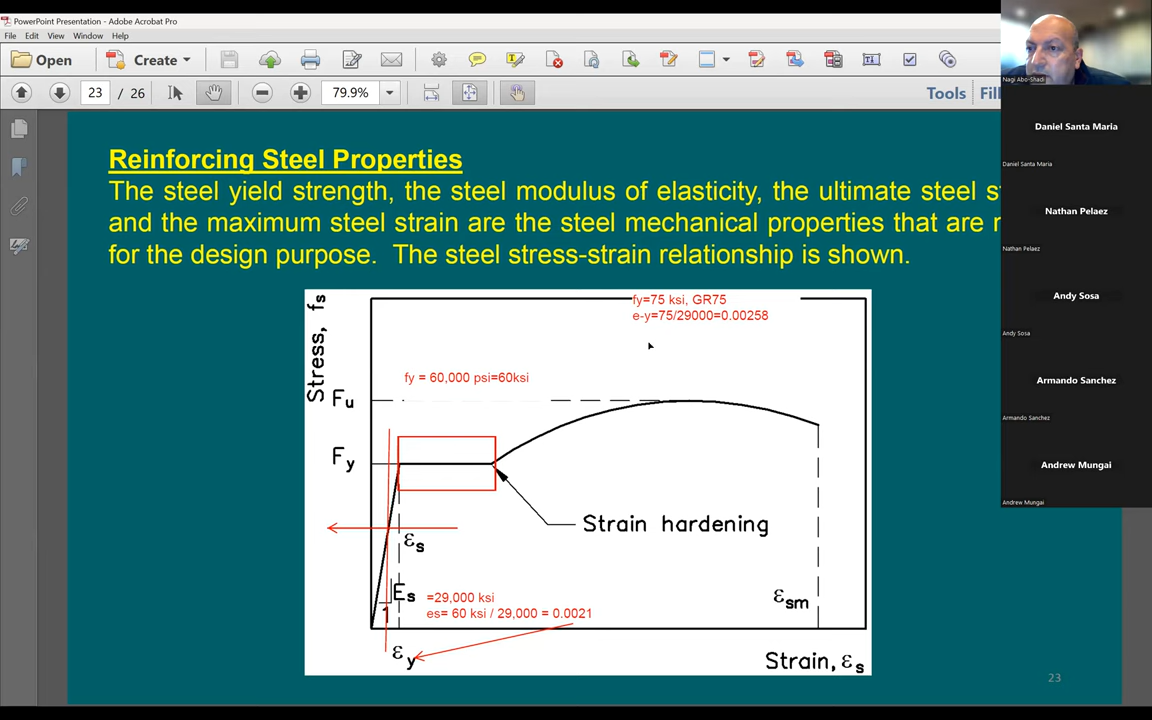 PowerPoint Presentation - Adobe Acrobat Pro
File Edit View Window Help
Open Create
23 / 26 79.9% Tools Fill
Nagi Abo-Shadi
Daniel Santa Maria
Daniel Santa Maria
Nathan Pelaez
Nathan Pelaez
Andy Sosa
Andy Sosa
Armando Sanchez
Armando Sanchez
Andrew Mungai
Andrew Mungai
Reinforcing Steel Properties
The steel yield strength, the steel modulus of elasticity, the ultimate steel
and the maximum steel strain are the steel mechanical properties that are
for the design purpose. The steel stress-strain relationship is shown.
Stress, fs
fy=75 ksi, GR75
e-y=75/29000=0.00258
fy = 60,000 psi=60ksi
Fu
Fy
Strain hardening
εs
Es
=29,000 ksi
1
es= 60 ksi / 29,000 = 0.0021
εsm
εy
Strain, εs
23